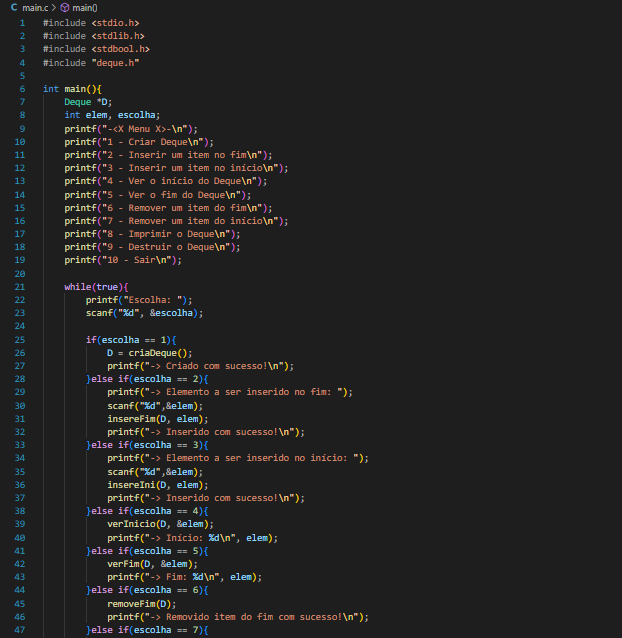 C main.c > main()
1 #include <stdio.h>
2 #include <stdlib.h>
3 #include <stdbool.h>
4 #include "deque.h"
5
6 int main(){
7     Deque *D;
8     int elem, escolha;
9     printf("-<X Menu X>-\n");
10     printf("1 - Criar Deque\n");
11     printf("2 - Inserir um item no fim\n");
12     printf("3 - Inserir um item no início\n");
13     printf("4 - Ver o início do Deque\n");
14     printf("5 - Ver o fim do Deque\n");
15     printf("6 - Remover um item do fim\n");
16     printf("7 - Remover um item do início\n");
17     printf("8 - Imprimir o Deque\n");
18     printf("9 - Destruir o Deque\n");
19     printf("10 - Sair\n");
20
21     while(true){
22         printf("Escolha: ");
23         scanf("%d", &escolha);
24
25         if(escolha == 1){
26             D = criaDeque();
27             printf("-> Criado com sucesso!\n");
28         }else if(escolha == 2){
29             printf("-> Elemento a ser inserido no fim: ");
30             scanf("%d",&elem);
31             insereFim(D, elem);
32             printf("-> Inserido com sucesso!\n");
33         }else if(escolha == 3){
34             printf("-> Elemento a ser inserido no início: ");
35             scanf("%d",&elem);
36             insereIni(D, elem);
37             printf("-> Inserido com sucesso!\n");
38         }else if(escolha == 4){
39             verInicio(D, &elem);
40             printf("-> Início: %d\n", elem);
41         }else if(escolha == 5){
42             verFim(D, &elem);
43             printf("-> Fim: %d\n", elem);
44         }else if(escolha == 6){
45             removeFim(D);
46             printf("-> Removido item do fim com sucesso!\n");
47         }else if(escolha == 7){